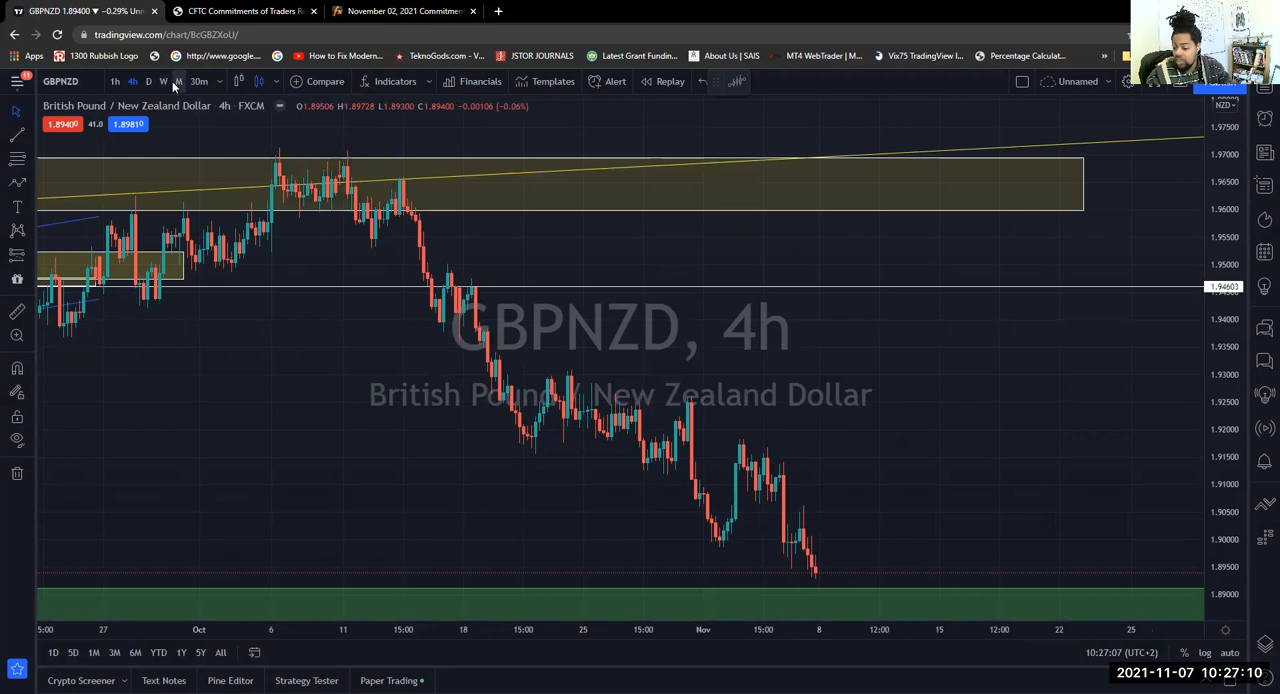 GBPNZD 1.89400 ▼ −0.29% Unn
CFTC Commitments of Traders Re
November 02, 2021 Commitmen
tradingview.com/chart/BcGBZXoU/
Apps
1300 Rubbish Logo
http://www.google....
How to Fix Modern...
TeknoGods.com - V...
JSTOR JOURNALS
Latest Grant Fundin...
About Us | SAIS
MT4 WebTrader | M...
Vix75 TradingView I...
Percentage Calculat...
11
GBPNZD
1h
4h
D
W
M
30m
Compare
Indicators
Financials
Templates
Alert
Replay
Unnamed
British Pound / New Zealand Dollar · 4h · FXCM
O1.89506 H1.89728 L1.89300 C1.89400 −0.00106 (−0.06%)
NZD
1.89400
41.0
1.89810
1.97500
1.97000
1.96500
1.96000
1.95500
1.95000
1.94603
1.94000
1.93500
1.93000
1.92500
1.92000
1.91500
1.91000
1.90500
1.90000
1.89500
1.89000
GBPNZD, 4h
British Pound / New Zealand Dollar
5:00
27
Oct
6
11
15:00
18
15:00
25
15:00
Nov
15:00
8
12:00
15
12:00
22
25
1D
5D
1M
3M
6M
YTD
1Y
5Y
All
10:27:07 (UTC+2)
%
log
auto
Crypto Screener
Text Notes
Pine Editor
Strategy Tester
Paper Trading
2021-11-07 10:27:10